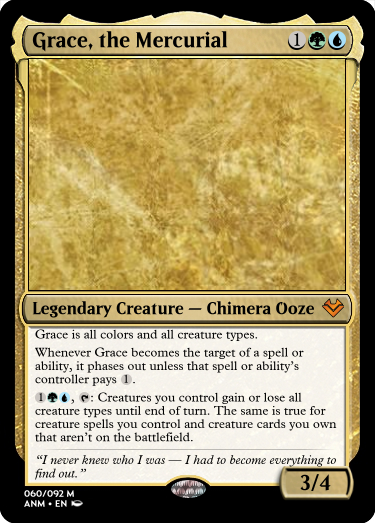 Grace, the Mercurial 1
Legendary Creature — Chimera Ooze
Grace is all colors and all creature types.
Whenever Grace becomes the target of a spell or
ability, it phases out unless that spell or ability's
controller pays 1.
1, : Creatures you control gain or lose all
creature types until end of turn. The same is true for
creature spells you control and creature cards you own
that aren't on the battlefield.
"I never knew who I was — I had to become everything to
find out."
3/4
060/092 M
ANM • EN